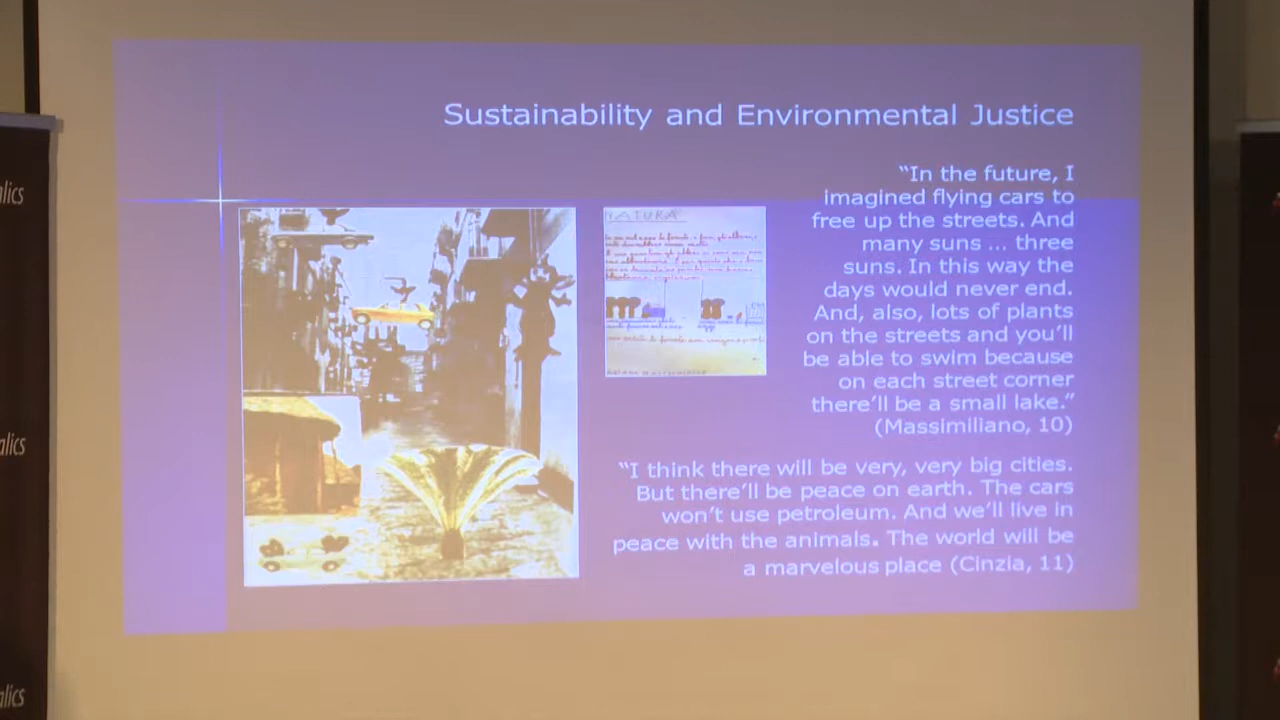 Sustainability and Environmental Justice
“In the future, I
imagined flying cars to
free up the streets. And
many suns ... three
suns. In this way the
days would never end.
And, also, lots of plants
on the streets and you’ll
be able to swim because
on each street corner
there’ll be a small lake.”
(Massimiliano, 10)
“I think there will be very, very big cities.
But there’ll be peace on earth. The cars
won’t use petroleum. And we’ll live in
peace with the animals. The world will be
a marvelous place (Cinzia, 11)
NATURA
alics
alics
alics